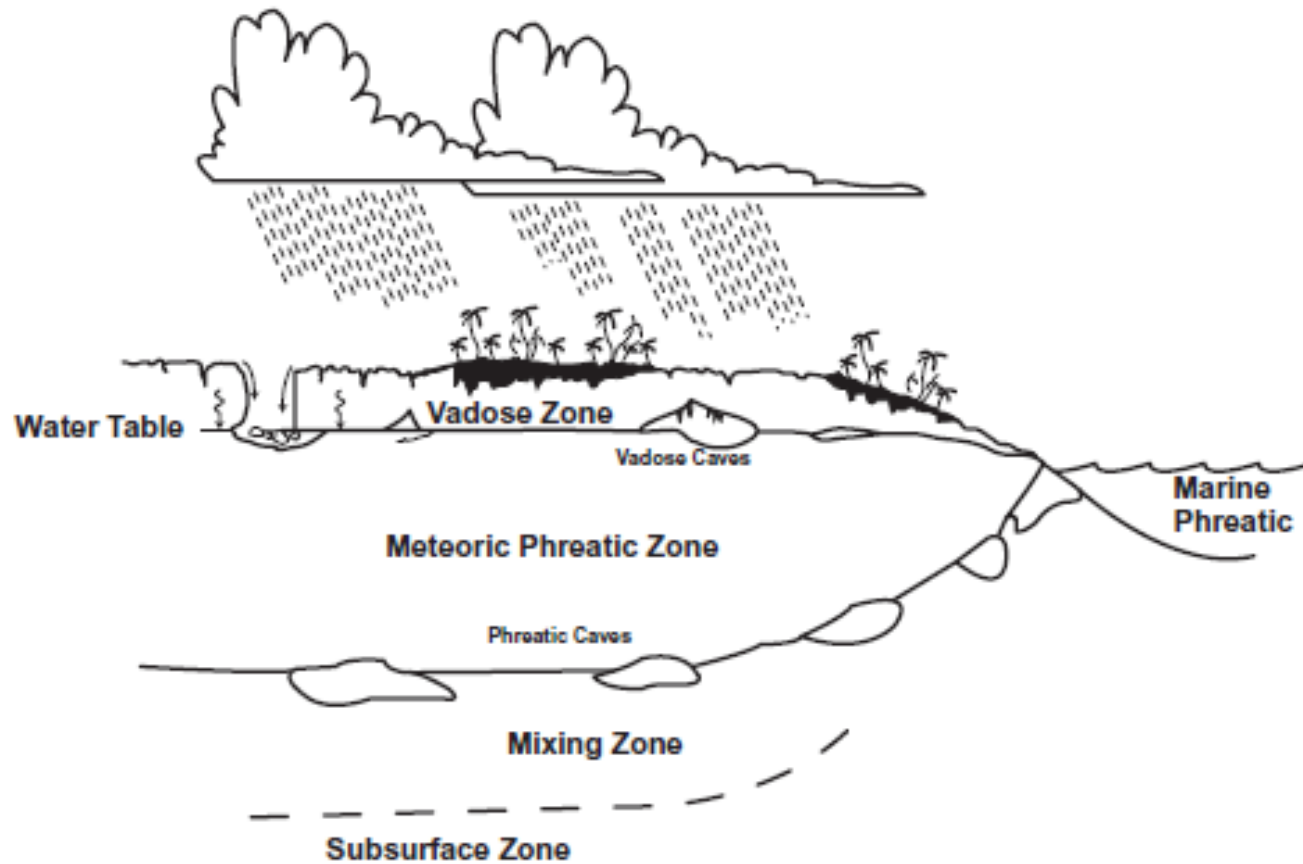 Vadose Zone
Water Table
Vadose Caves
Marine
Phreatic
Meteoric Phreatic Zone
Phreatic Caves
Mixing Zone
Subsurface Zone